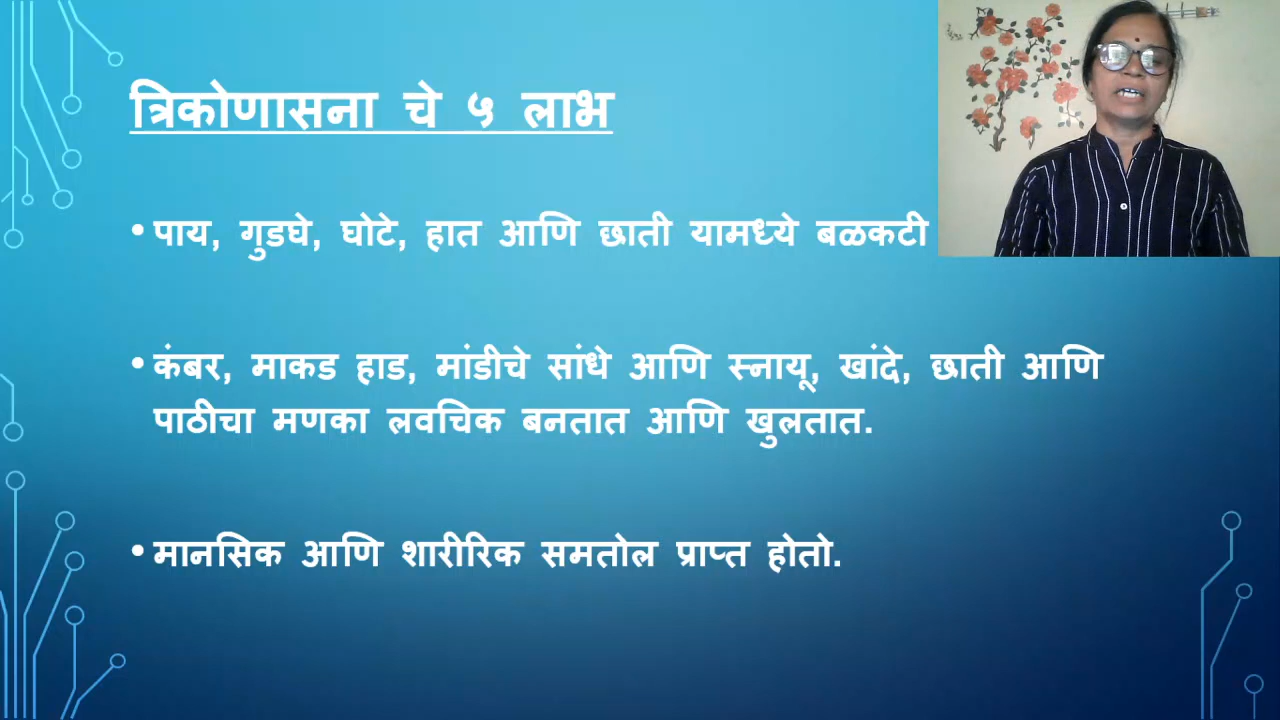 त्रिकोणासना चे ५ लाभ
• पाय, गुडघे, घोटे, हात आणि छाती यामध्ये बळकटी
• कंबर, माकड हाड, मांडीचे सांधे आणि स्नायू, खांदे, छाती आणि
पाठीचा मणका लवचिक बनतात आणि खुलतात.
• मानसिक आणि शारीरिक समतोल प्राप्त होतो.